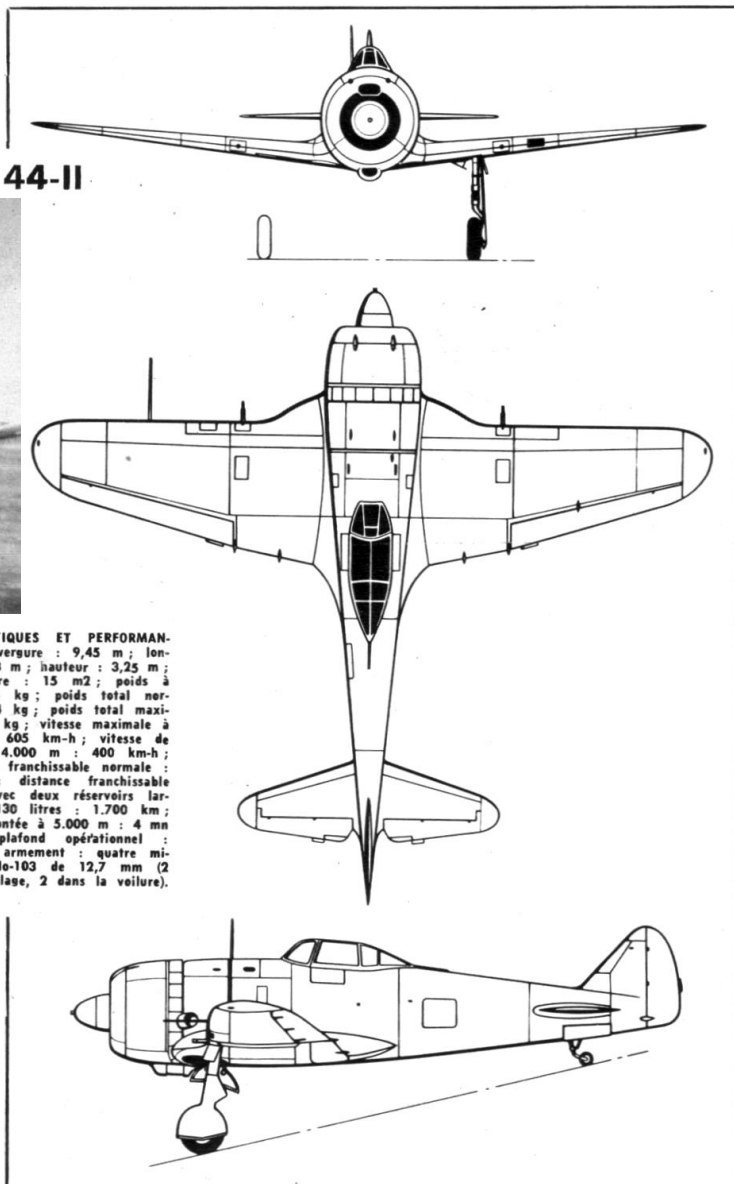 44-II
IQUES ET PERFORMAN-
vergure : 9,45 m ; lon-
m ; hauteur : 3,25 m ;
re : 15 m2 ; poids à
kg ; poids total nor-
kg ; poids total maxi-
kg ; vitesse maximale à
605 km-h ; vitesse de
4.000 m : 400 km-h ;
franchissable normale :
distance franchissable
vec deux réservoirs lar-
130 litres : 1.700 km ;
ontée à 5.000 m : 4 mn
plafond opérationnel :
armement : quatre mi-
Ho-103 de 12,7 mm (2
lage, 2 dans la voilure).